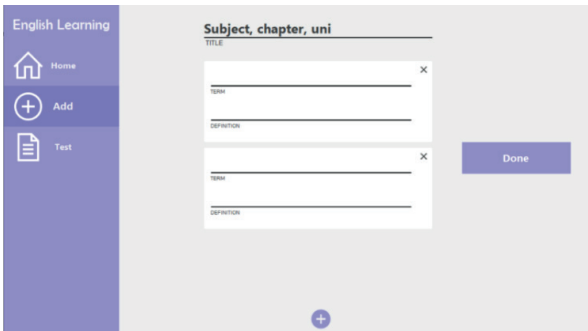 English Learning
Home
Add
Test
Subject, chapter, uni
TITLE
TERM
DEFINITION
TERM
DEFINITION
Done